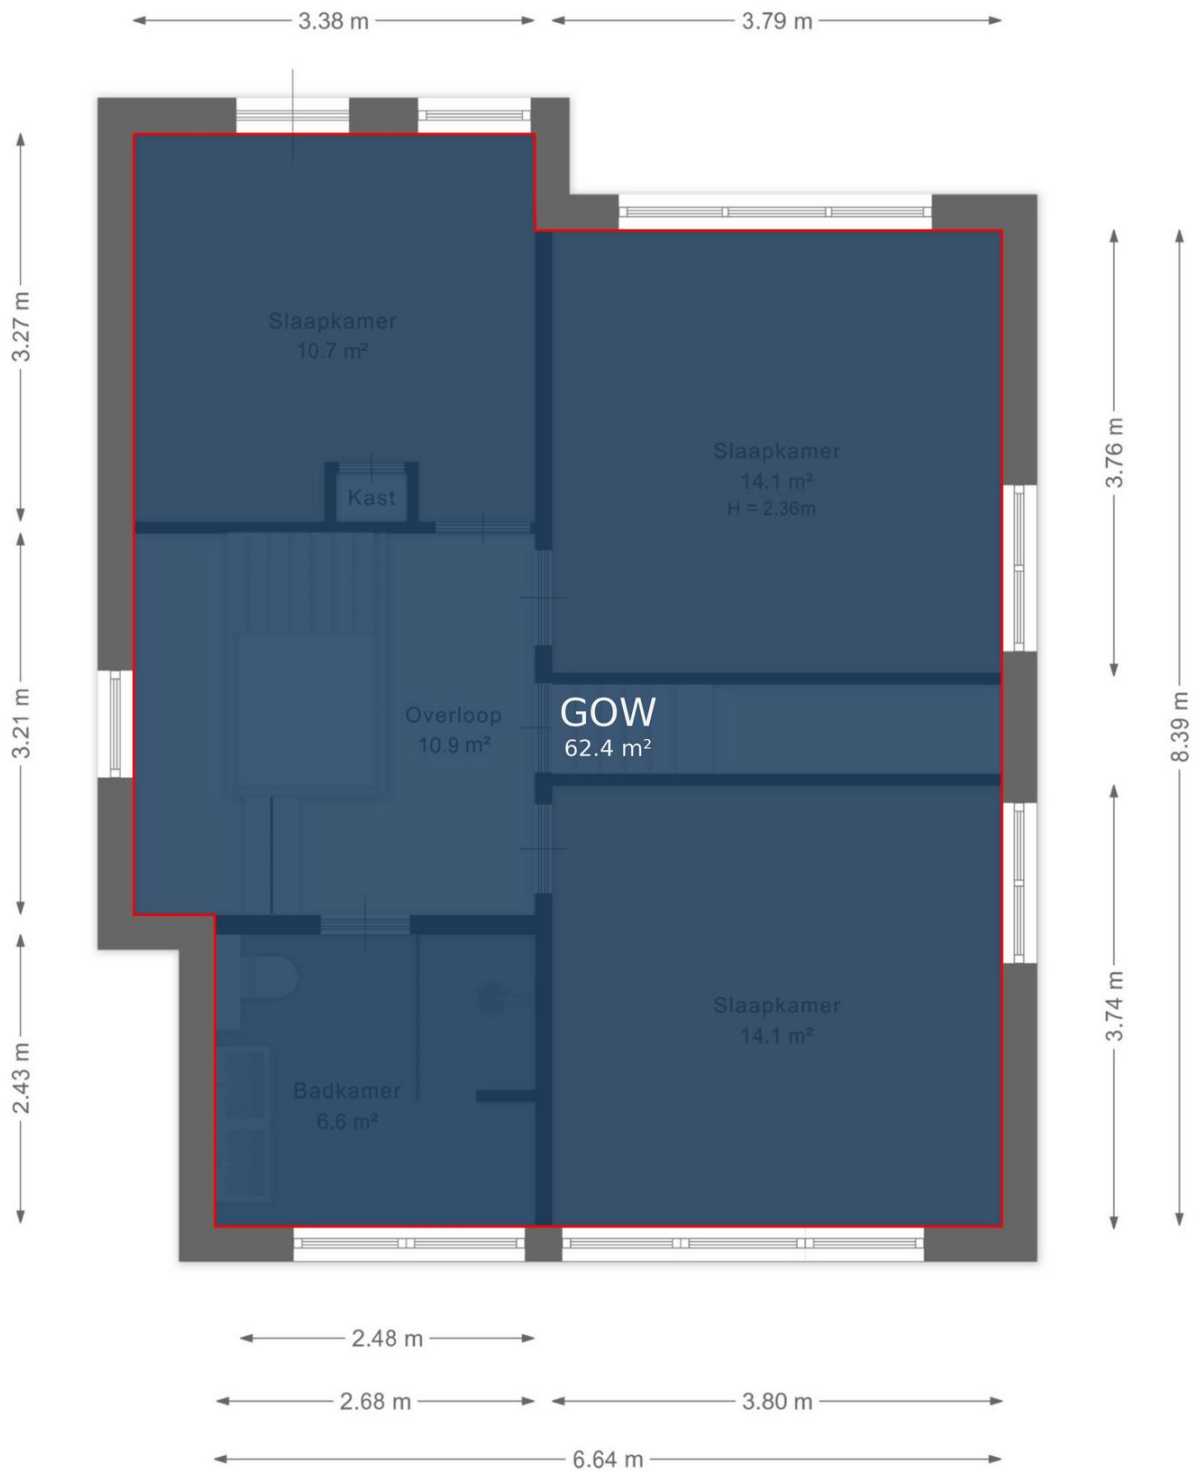 3.38 m
3.79 m
3.27 m
Slaapkamer
10.7 m²
Kast
Slaapkamer
14.1 m²
H = 2.36m
3.76 m
8.39 m
3.21 m
Overloop
10.9 m²
GOW
62.4 m²
Slaapkamer
14.1 m²
3.74 m
2.43 m
Badkamer
6.6 m²
2.48 m
2.68 m
3.80 m
6.64 m